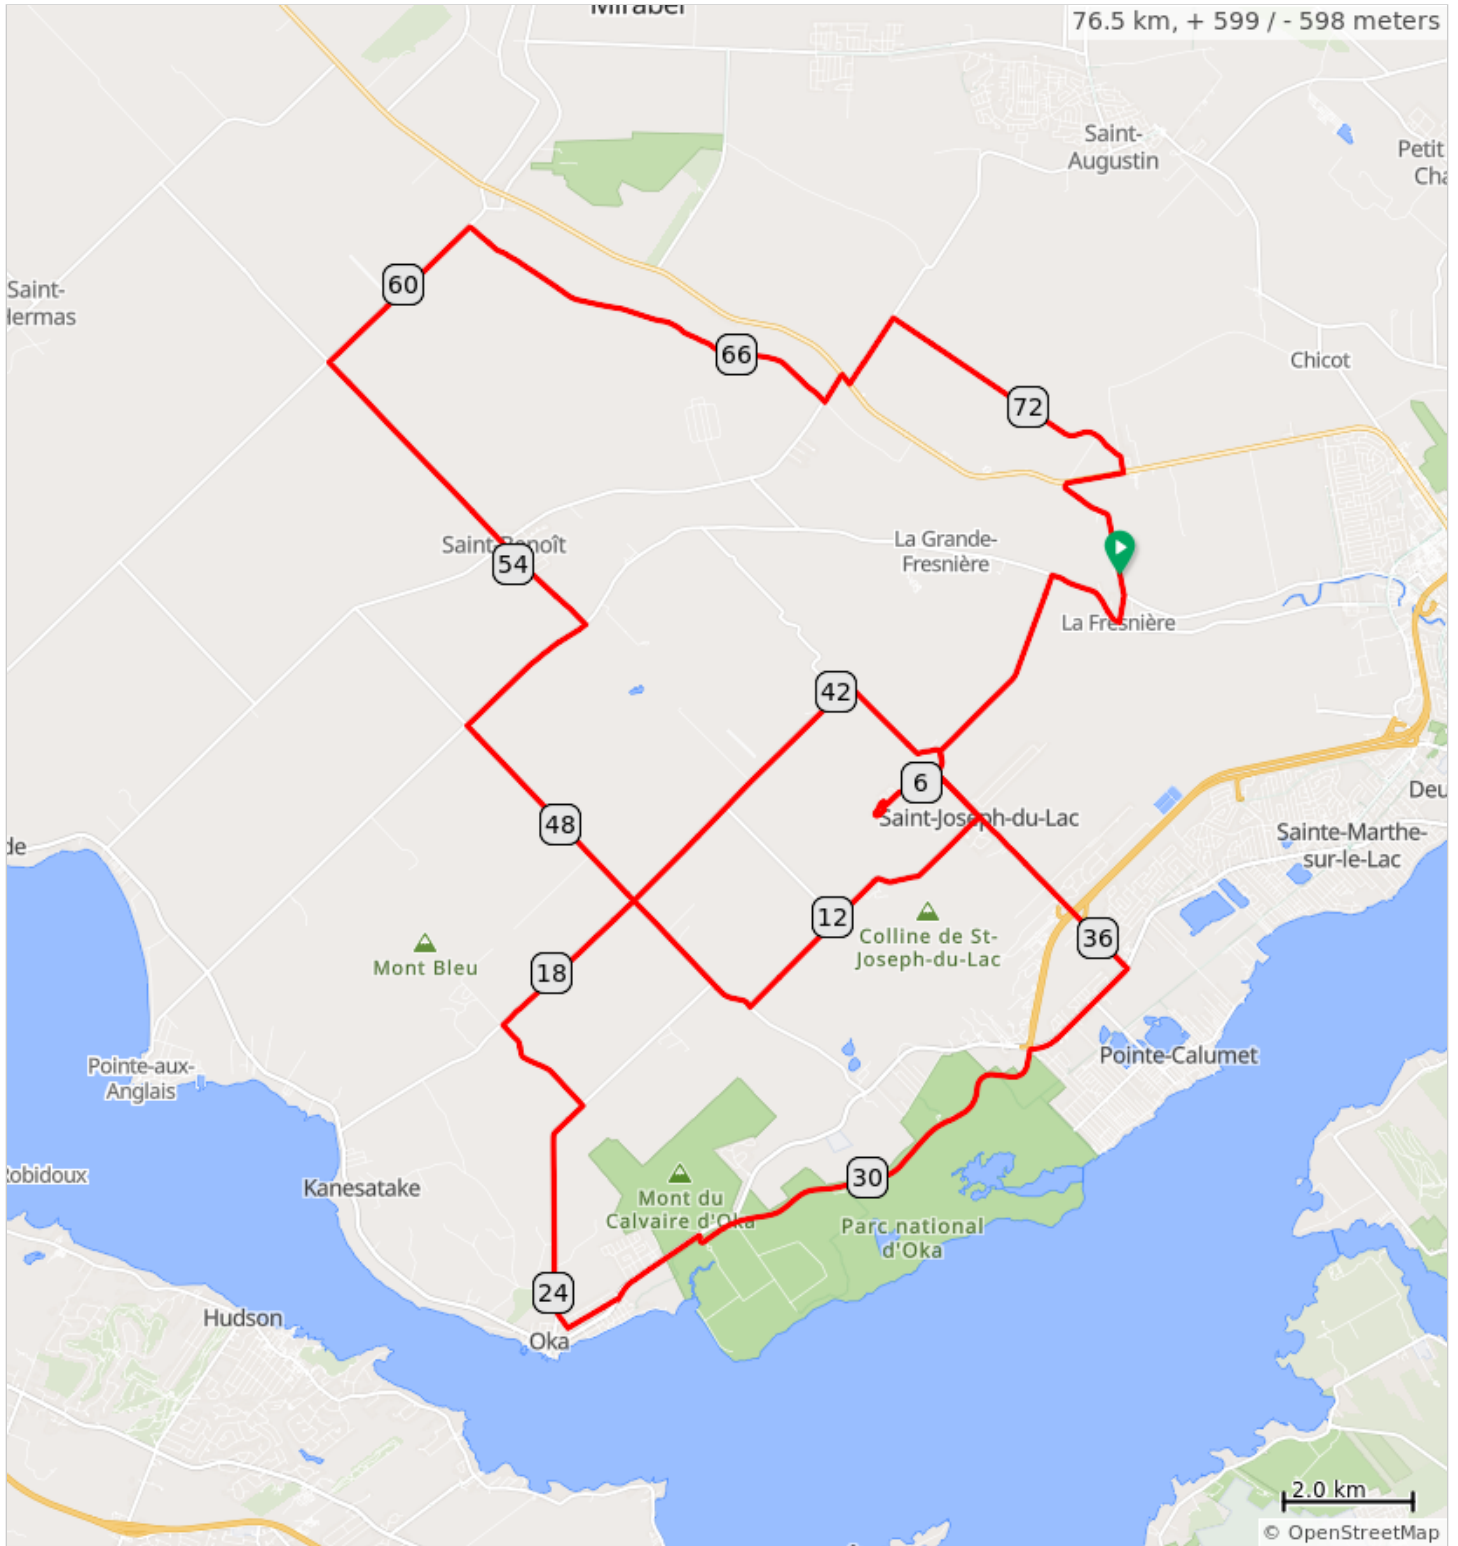 Mirabel
76.5 km, + 599 / - 598 meters
Saint-
Augustin
Petit
Cha
Saint-
Hermas
60
66
Chicot
72
Saint-Benoît
54
La Grande-
Fresnière
La Fresnière
42
6
Saint-Joseph-du-Lac
Deu
48
Sainte-Marthe-
sur-le-Lac
de
12
Colline de St-
Joseph-du-Lac
36
Mont Bleu
18
Pointe-aux-
Anglais
Pointe-Calumet
Robidoux
Kanesatake
30
Mont du
Calvaire d'Oka
Parc national
d'Oka
24
Hudson
Oka
2.0 km
© OpenStreetMap